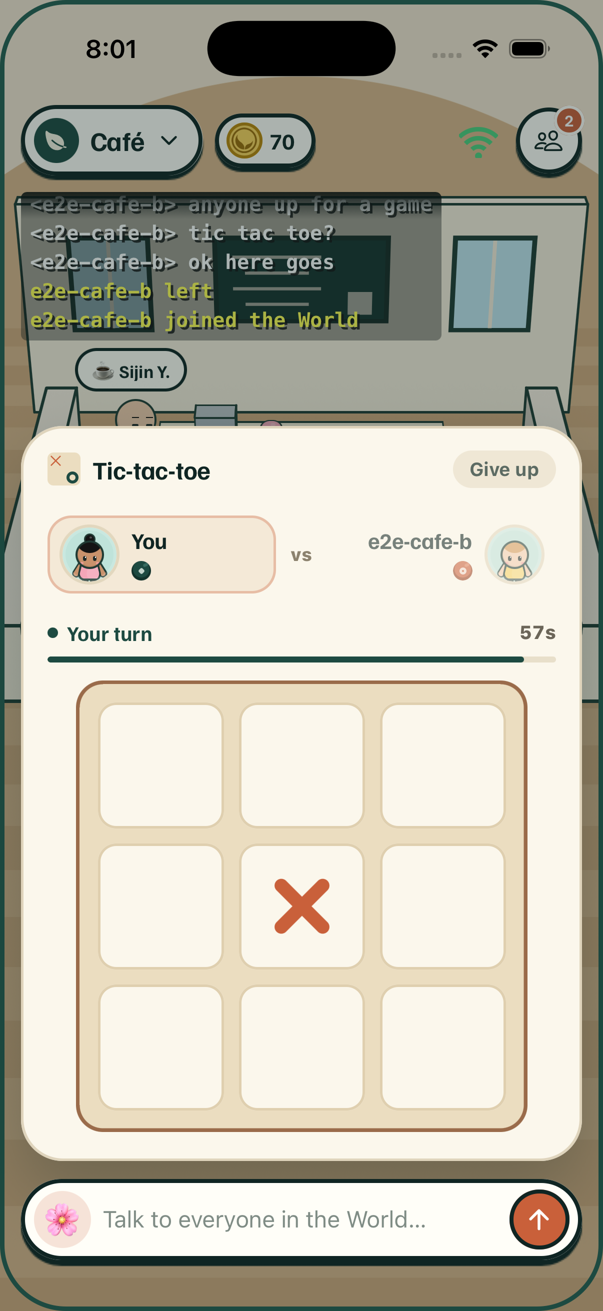 8:01
Café
70
2
<e2e-cafe-b> anyone up for a game
<e2e-cafe-b> tic tac toe?
<e2e-cafe-b> ok here goes
e2e-cafe-b left
e2e-cafe-b joined the World
Sijin Y.
Tic-tac-toe
Give up
You
vs
e2e-cafe-b
Your turn
57s
Talk to everyone in the World...